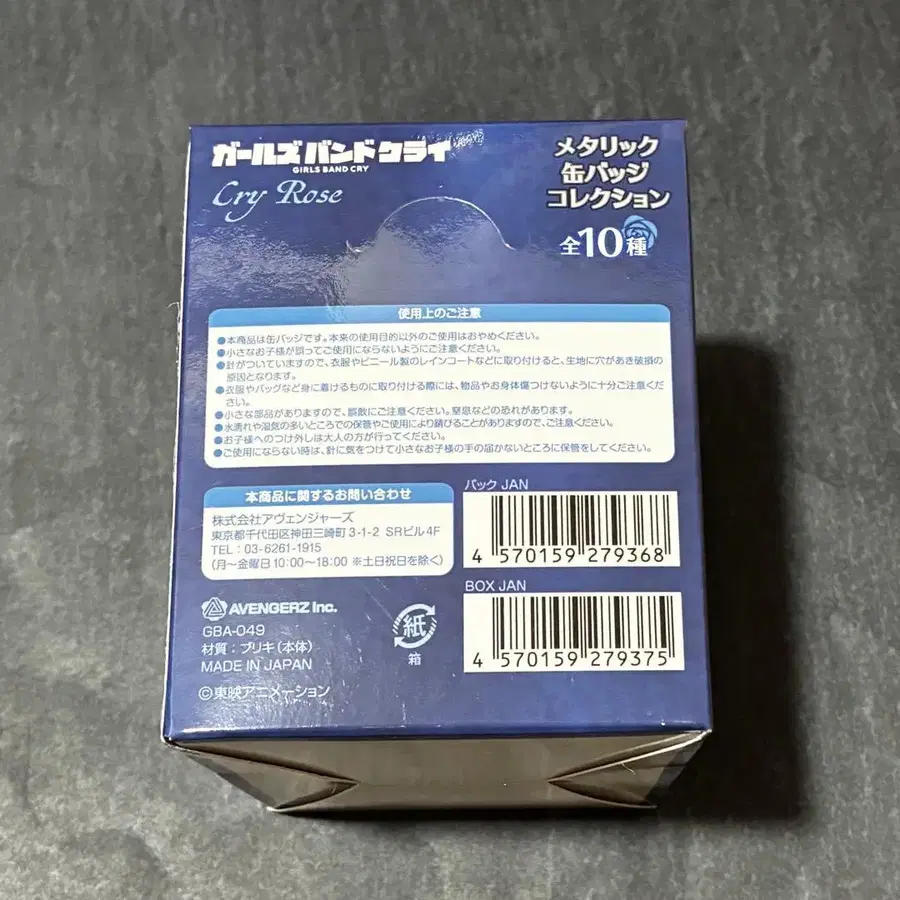 ガールズバンドクライ
GIRLS BAND CRY
Cry Rose
メタリック
缶バッジ
コレクション
全10種
使用上のご注意
●本商品は缶バッジです。本来の使用目的以外のご使用はおやめください。
●小さなお子様が誤ってご使用にならないようにご注意ください。
●針がついていますので、衣服やビニール製のレインコートなどに取り付けると、生地に穴があき破損の
原因となります。
●衣服やバッグなど身に着けるものに取り付ける際には、物品やお身体傷つけないように十分ご注意くだ
さい。
●小さな部品がありますので、誤飲にご注意ください。窒息などの恐れがあります。
●水濡れや湿気の多いところでの保管やご使用により錆びることがありますので、ご注意ください。
●お子様へのつけ外しは大人の方が行ってください。
●ご使用にならない時は、針に気をつけて小さなお子様の手の届かないところに保管をしてください。
本商品に関するお問い合わせ
株式会社アヴェンジャーズ
東京都千代田区神田三崎町3-1-2 SRビル4F
TEL：03-6261-1915
(月〜金曜日10:00〜18:00 ※土日祝日を除く)
パック JAN
4 570159 279368
BOX JAN
4 570159 279375
AVENGERZ Inc.
GBA-049
材質：ブリキ(本体)
MADE IN JAPAN
©東映アニメーション
紙
箱